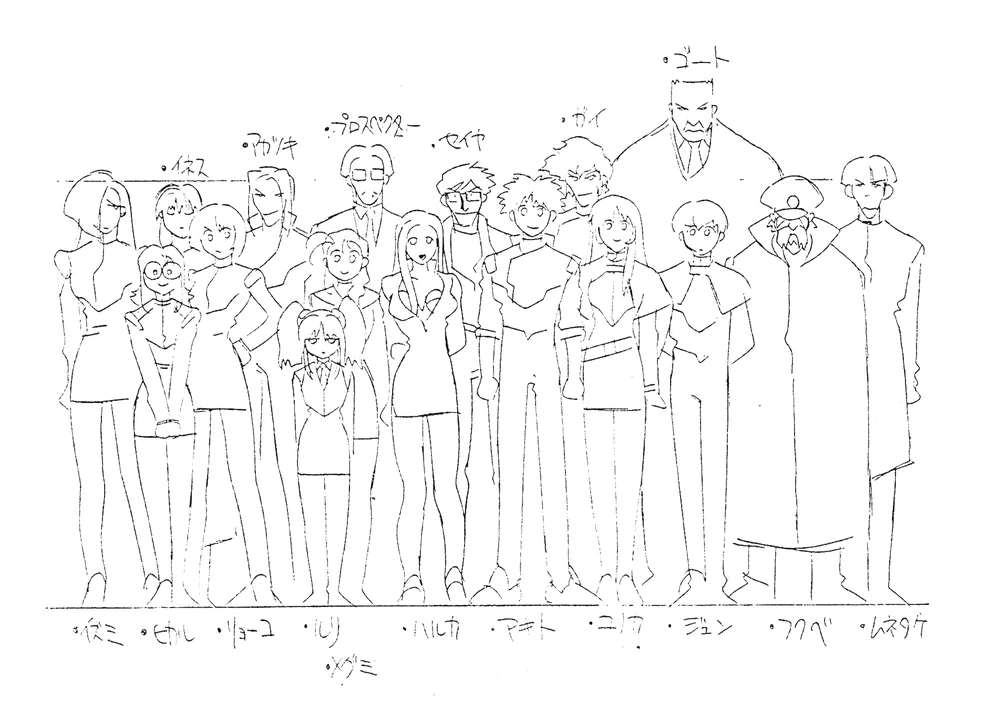 ・ゴート
・ガイ
・プロスペクター
・アカツキ
・セイヤ
・イネス
・イズミ
・ヒカル
・リョーコ
・ルリ
・ハルカ
・アキト
・ユリカ
・ジュン
・フクベ
・ムネタケ
・メグミ